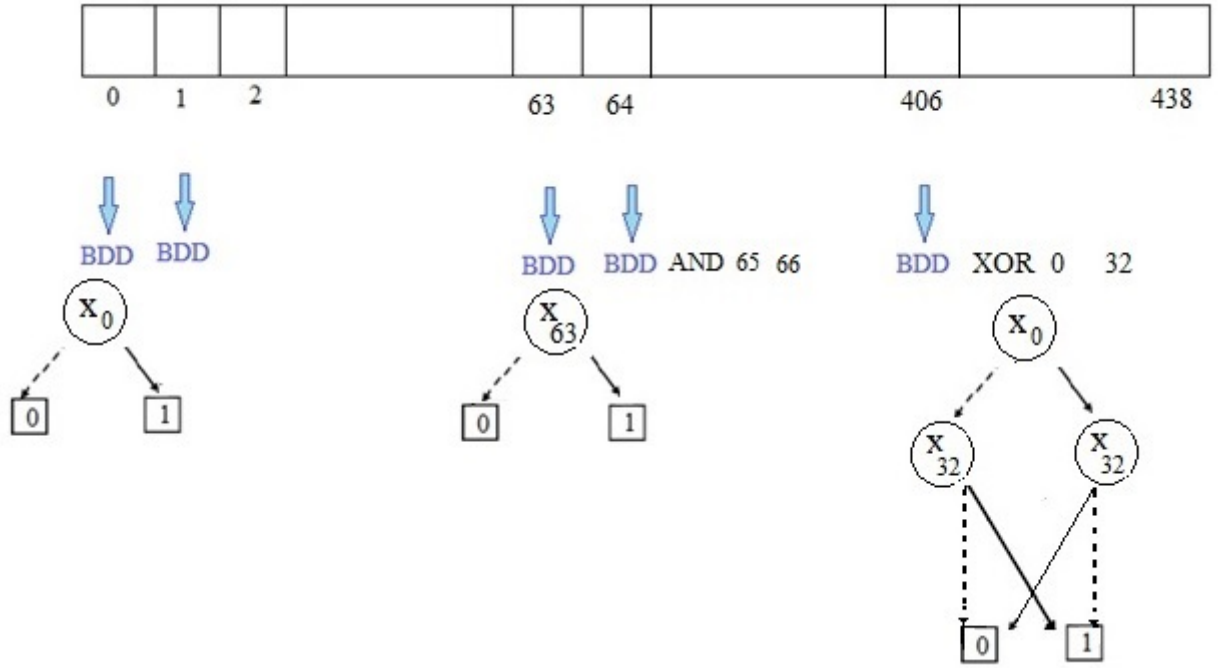 0 1 2 63 64 406 438
BDD BDD BDD BDD AND 65 66 BDD XOR 0 32
X0 X63 X0
0 1 0 1
X32 X32
0 1